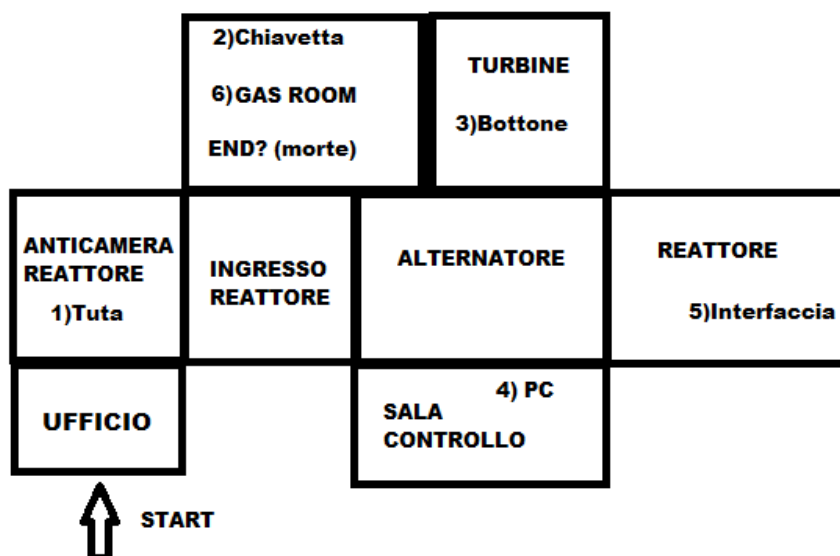 2)Chiavetta
6)GAS ROOM
END? (morte)
TURBINE
3)Bottone
ANTICAMERA
REATTORE
1)Tuta
INGRESSO
REATTORE
ALTERNATORE
REATTORE
5)Interfaccia
UFFICIO
4) PC
SALA
CONTROLLO
START